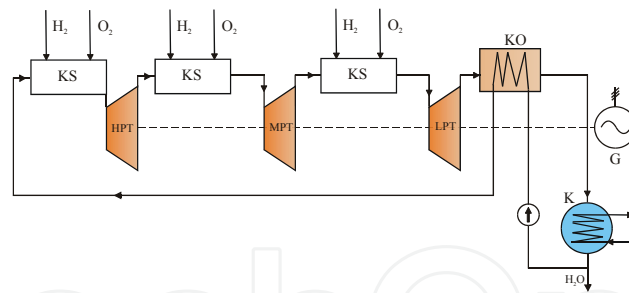 H₂ O₂ H₂ O₂ H₂ O₂
KO
KS KS KS
HPT MPT LPT
G
K
H₂O